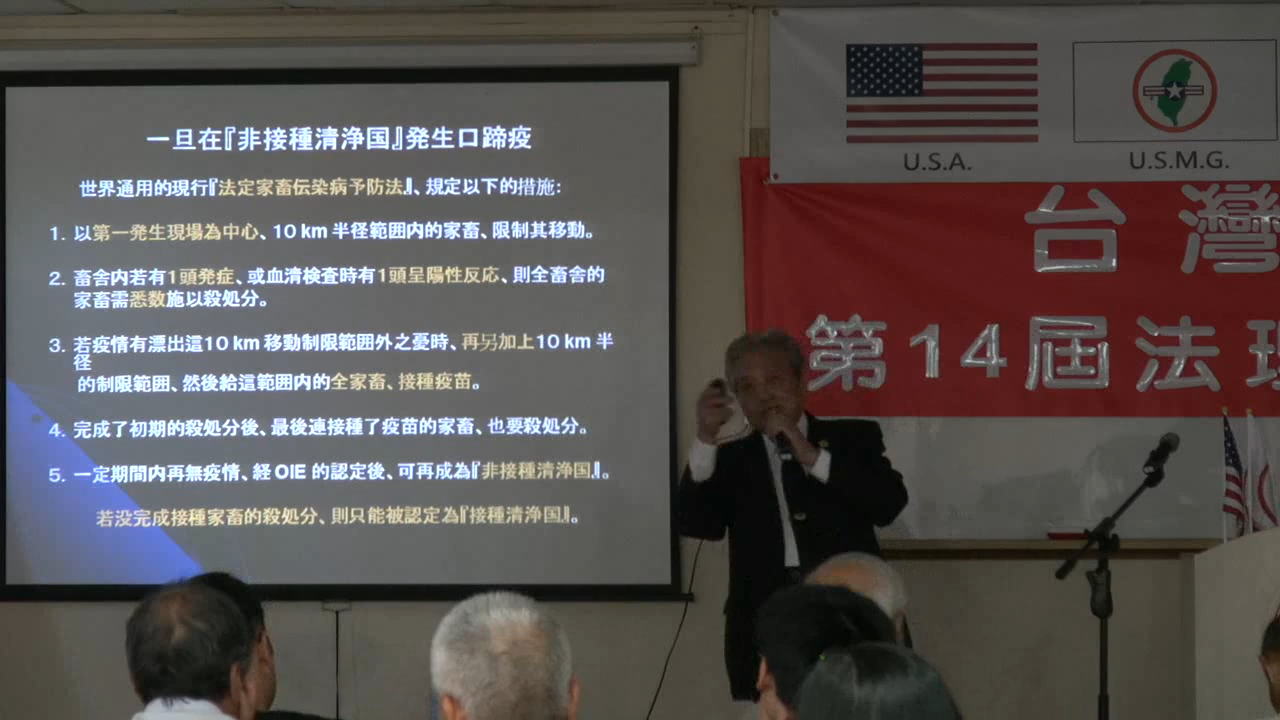 一旦在『非接種清浄国』発生口蹄疫
世界通用的現行『法定家畜伝染病予防法』、規定以下的措施:
1. 以第一発生現場為中心、10 km 半径範囲内的家畜、限制其移動。
2. 畜舎内若有1頭発症、或血清検査時有1頭呈陽性反応、則全畜舎的
家畜需悉数施以殺処分。
3. 若疫情有漂出這10 km 移動制限範囲外之憂時、再另加上10 km 半
径
的制限範囲、然後給這範囲内的全家畜、接種疫苗。
4. 完成了初期的殺処分後、最後連接種了疫苗的家畜、也要殺処分。
5. 一定期間内再無疫情、経 OIE 的認定後、可再成為『非接種清浄国』。
若没完成接種家畜的殺処分、則只能被認定為『接種清浄国』。
U.S.A.
U.S.M.G.
台灣
第14屆法理